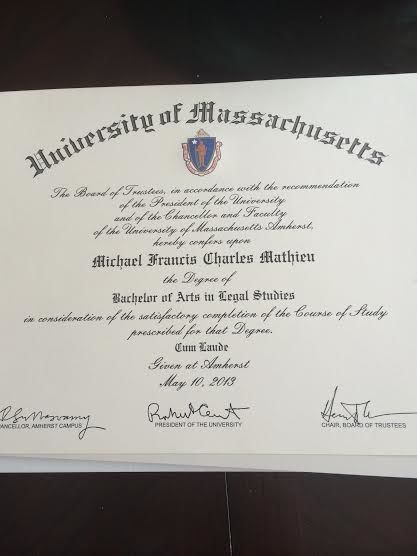 University of Massachusetts
The Board of Trustees, in accordance with the recommendation
of the President of the University
and of the Chancellor and Faculty
of the University of Massachusetts Amherst,
hereby confers upon
Michael Francis Charles Mathieu
the Degree of
Bachelor of Arts in Legal Studies
in consideration of the satisfactory completion of the Course of Study
prescribed for that Degree.
Cum Laude
Given at Amherst
May 10, 2013
ANCELLOR, AMHERST CAMPUS
PRESIDENT OF THE UNIVERSITY
CHAIR, BOARD OF TRUSTEES